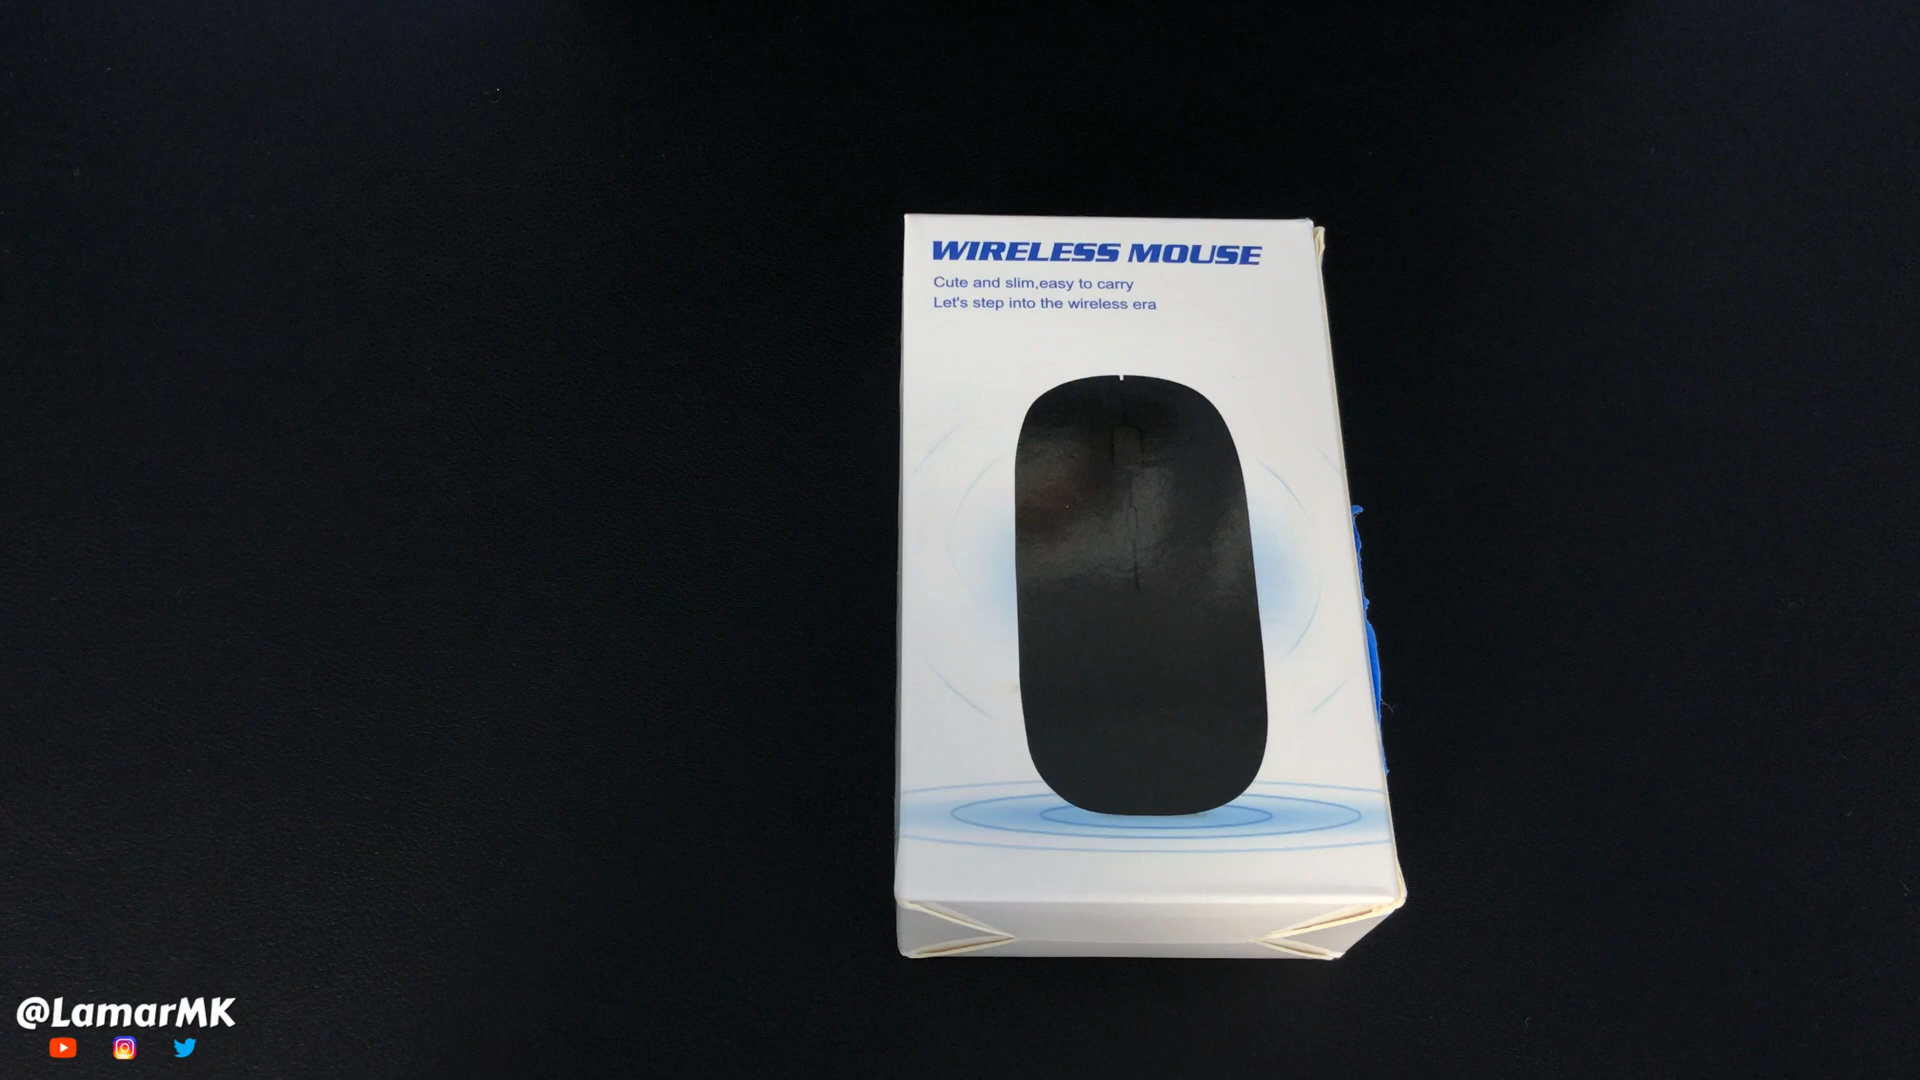 WIRELESS MOUSE
Cute and slim,easy to carry
Let's step into the wireless era
@LamarMK